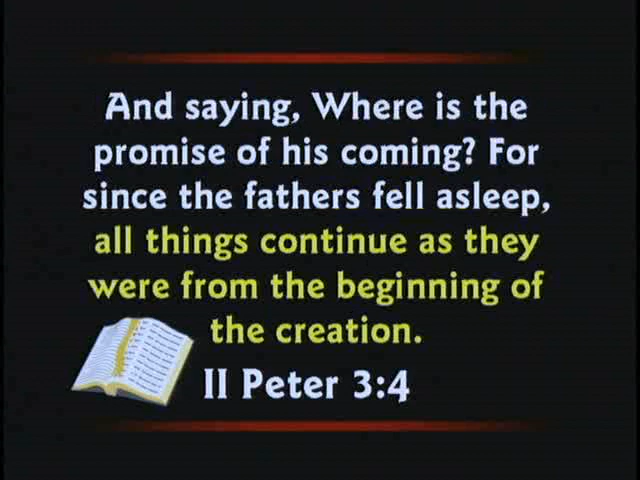 And saying, Where is the
promise of his coming? For
since the fathers fell asleep,
all things continue as they
were from the beginning of
the creation.
II Peter 3:4